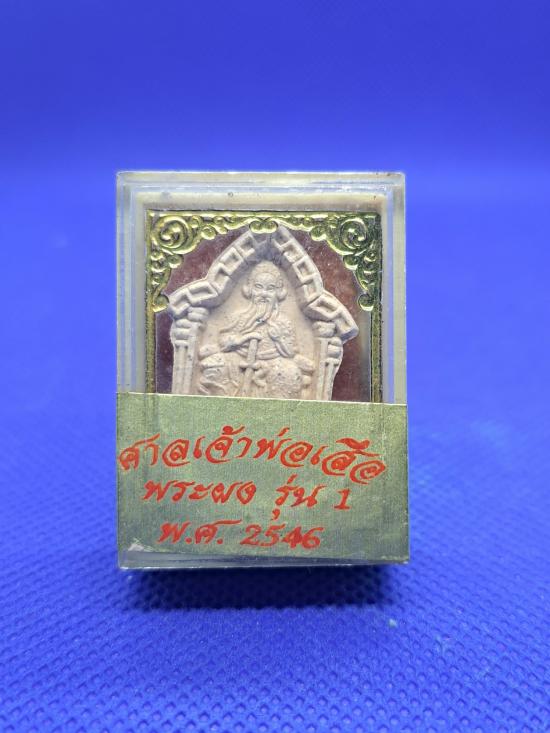 ศาลเจ้าพ่อเสือ
พระผง รุ่น 1
พ.ศ. 2546